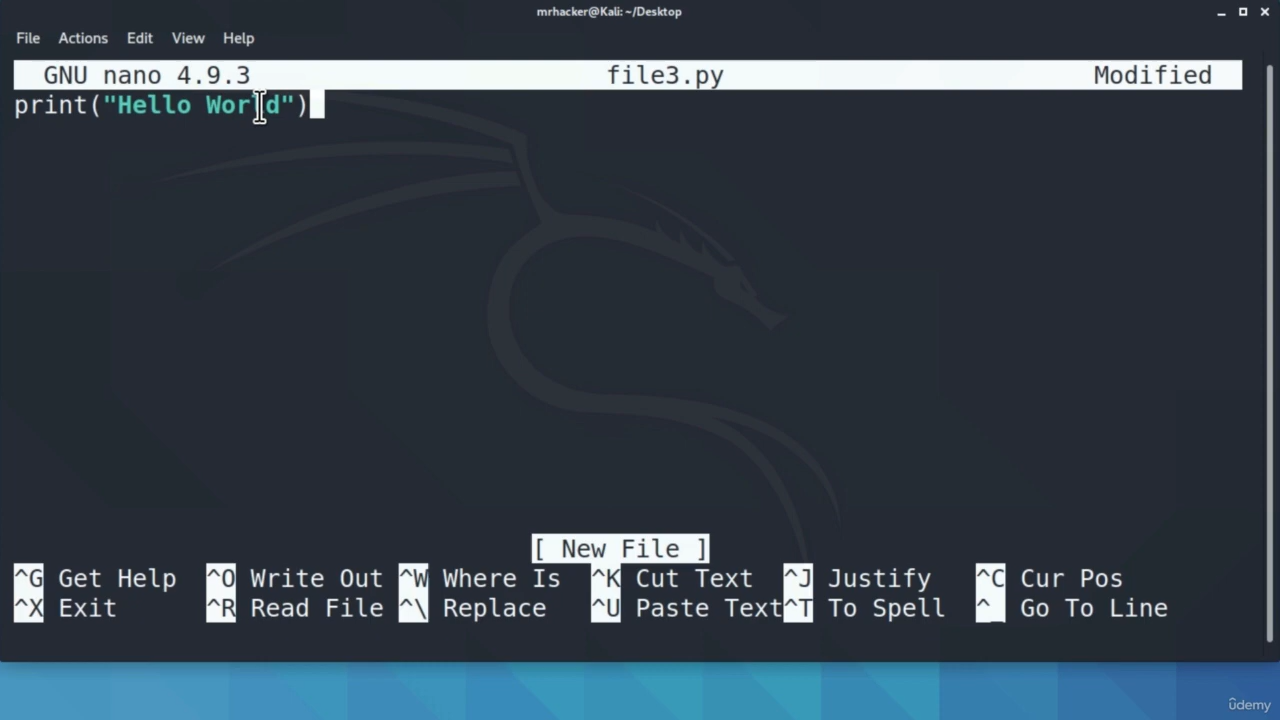 mrhacker@Kali: ~/Desktop
File Actions Edit View Help
GNU nano 4.9.3 file3.py Modified
print("Hello World")
[ New File ]
^G Get Help ^O Write Out ^W Where Is ^K Cut Text ^J Justify ^C Cur Pos
^X Exit ^R Read File ^\ Replace ^U Paste Text ^T To Spell ^_ Go To Line
ûdemy